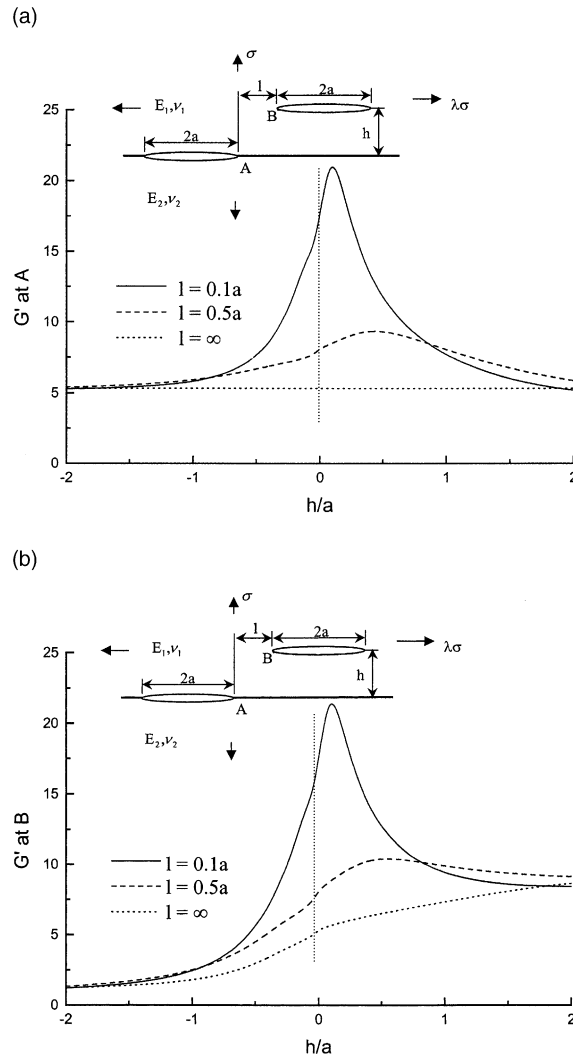 (a)
σ
l
2a
E₁,ν₁
λσ
B
2a
h
A
E₂,ν₂
25
20
15
10
5
0
G' at A
l = 0.1a
l = 0.5a
l = ∞
-2
-1
0
1
2
h/a
(b)
σ
l
2a
E₁,ν₁
λσ
B
2a
h
A
E₂,ν₂
25
20
15
10
5
0
G' at B
l = 0.1a
l = 0.5a
l = ∞
-2
-1
0
1
2
h/a